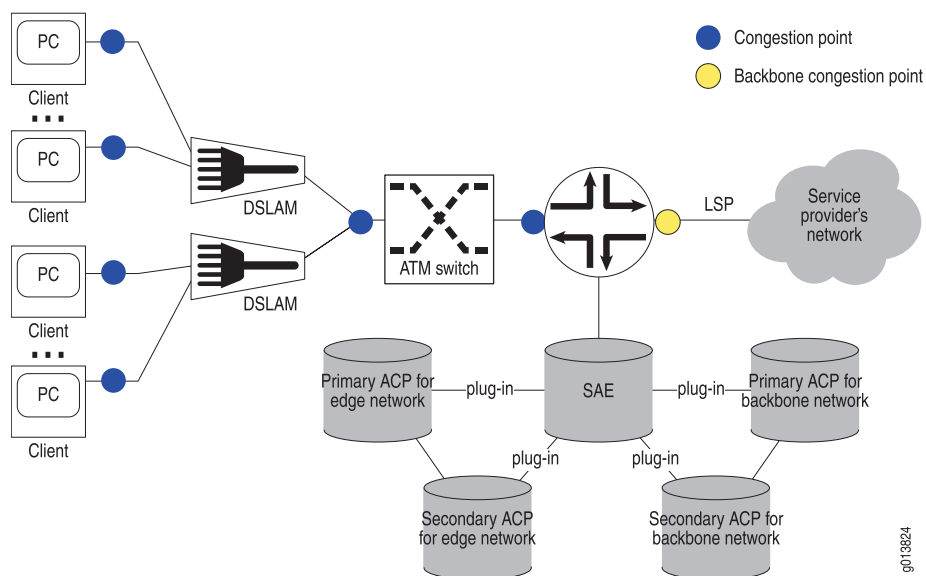 PC
Client
PC
Client
PC
Client
PC
Client
DSLAM
DSLAM
ATM switch
Congestion point
Backbone congestion point
LSP
Service
provider's
network
Primary ACP for
edge network
plug-in
SAE
plug-in
Primary ACP for
backbone network
plug-in
plug-in
Secondary ACP
for edge network
Secondary ACP for
backbone network
g013824